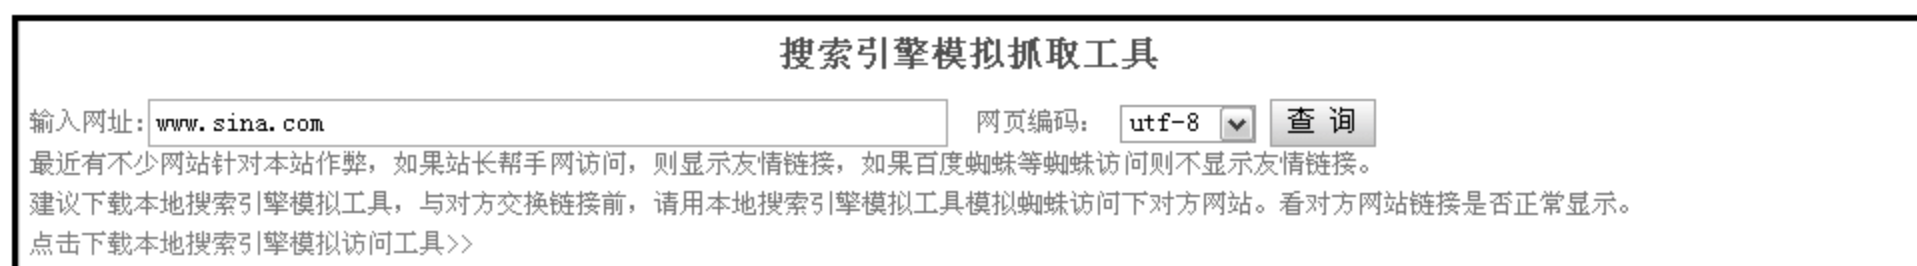 搜索引擎模拟抓取工具
输入网址: www.sina.com 网页编码： utf-8 查 询
最近有不少网站针对本站作弊，如果站长帮手网访问，则显示友情链接，如果百度蜘蛛等蜘蛛访问则不显示友情链接。
建议下载本地搜索引擎模拟工具，与对方交换链接前，请用本地搜索引擎模拟工具模拟蜘蛛访问下对方网站。看对方网站链接是否正常显示。
点击下载本地搜索引擎模拟访问工具>>